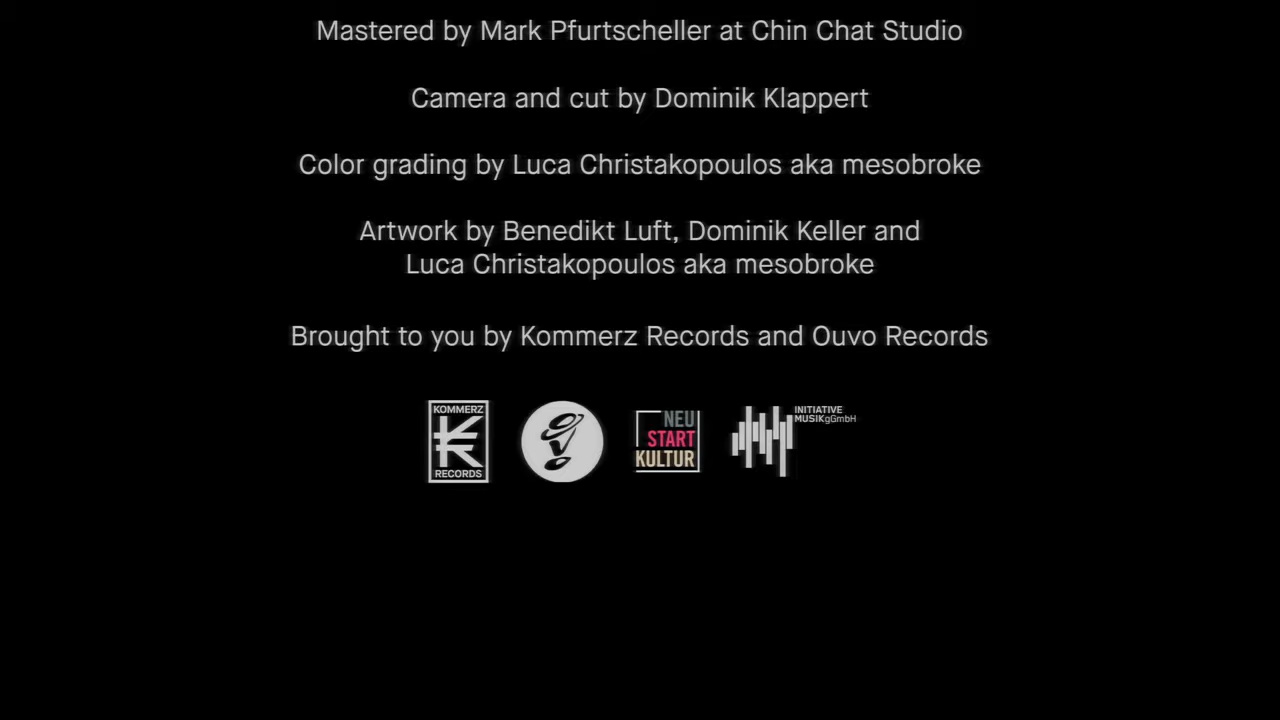 Mastered by Mark Pfurtscheller at Chin Chat Studio
Camera and cut by Dominik Klappert
Color grading by Luca Christakopoulos aka mesobroke
Artwork by Benedikt Luft, Dominik Keller and
Luca Christakopoulos aka mesobroke
Brought to you by Kommerz Records and Ouvo Records
KOMMERZ
RECORDS
NEU
START
KULTUR
INITIATIVE
MUSIKgGmbH